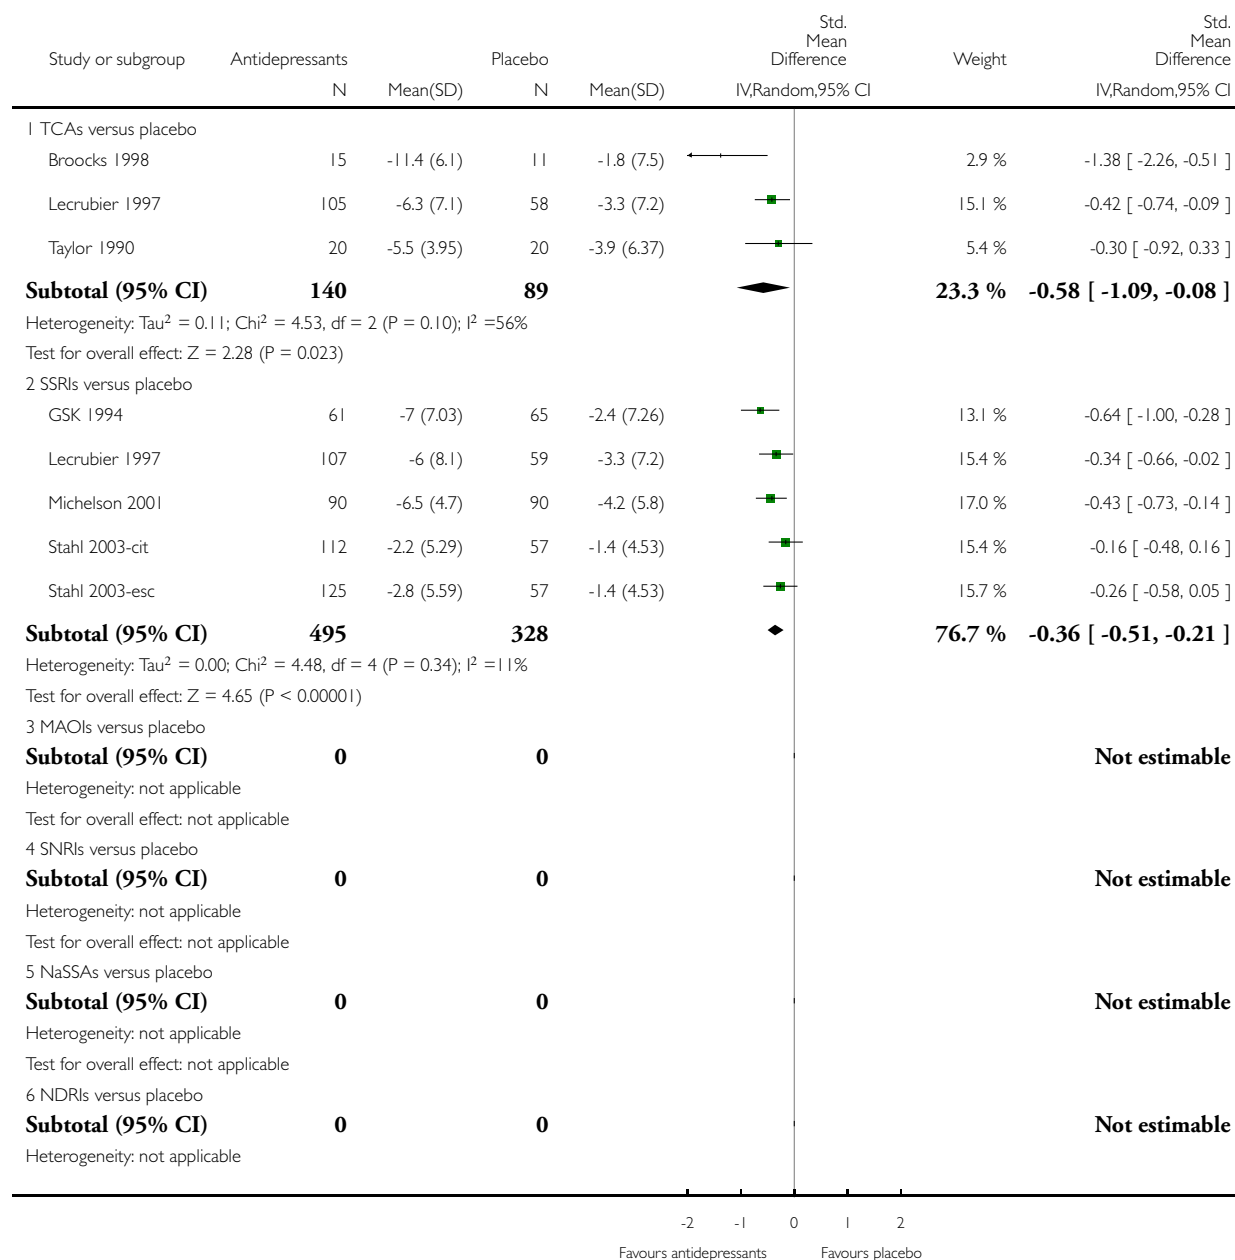 Study or subgroup Antidepressants Placebo Std. Mean Difference Weight Std. Mean Difference
N Mean(SD) N Mean(SD) IV,Random,95% CI IV,Random,95% CI
1 TCAs versus placebo
Broocks 1998 15 -11.4 (6.1) 11 -1.8 (7.5) 2.9 % -1.38 [ -2.26, -0.51 ]
Lecrubier 1997 105 -6.3 (7.1) 58 -3.3 (7.2) 15.1 % -0.42 [ -0.74, -0.09 ]
Taylor 1990 20 -5.5 (3.95) 20 -3.9 (6.37) 5.4 % -0.30 [ -0.92, 0.33 ]
Subtotal (95% CI) 140 89 23.3 % -0.58 [ -1.09, -0.08 ]
Heterogeneity: Tau² = 0.11; Chi² = 4.53, df = 2 (P = 0.10); I² =56%
Test for overall effect: Z = 2.28 (P = 0.023)
2 SSRIs versus placebo
GSK 1994 61 -7 (7.03) 65 -2.4 (7.26) 13.1 % -0.64 [ -1.00, -0.28 ]
Lecrubier 1997 107 -6 (8.1) 59 -3.3 (7.2) 15.4 % -0.34 [ -0.66, -0.02 ]
Michelson 2001 90 -6.5 (4.7) 90 -4.2 (5.8) 17.0 % -0.43 [ -0.73, -0.14 ]
Stahl 2003-cit 112 -2.2 (5.29) 57 -1.4 (4.53) 15.4 % -0.16 [ -0.48, 0.16 ]
Stahl 2003-esc 125 -2.8 (5.59) 57 -1.4 (4.53) 15.7 % -0.26 [ -0.58, 0.05 ]
Subtotal (95% CI) 495 328 76.7 % -0.36 [ -0.51, -0.21 ]
Heterogeneity: Tau² = 0.00; Chi² = 4.48, df = 4 (P = 0.34); I² =11%
Test for overall effect: Z = 4.65 (P < 0.00001)
3 MAOIs versus placebo
Subtotal (95% CI) 0 0 Not estimable
Heterogeneity: not applicable
Test for overall effect: not applicable
4 SNRIs versus placebo
Subtotal (95% CI) 0 0 Not estimable
Heterogeneity: not applicable
Test for overall effect: not applicable
5 NaSSAs versus placebo
Subtotal (95% CI) 0 0 Not estimable
Heterogeneity: not applicable
Test for overall effect: not applicable
6 NDRIs versus placebo
Subtotal (95% CI) 0 0 Not estimable
Heterogeneity: not applicable
-2 -1 0 1 2
Favours antidepressants Favours placebo